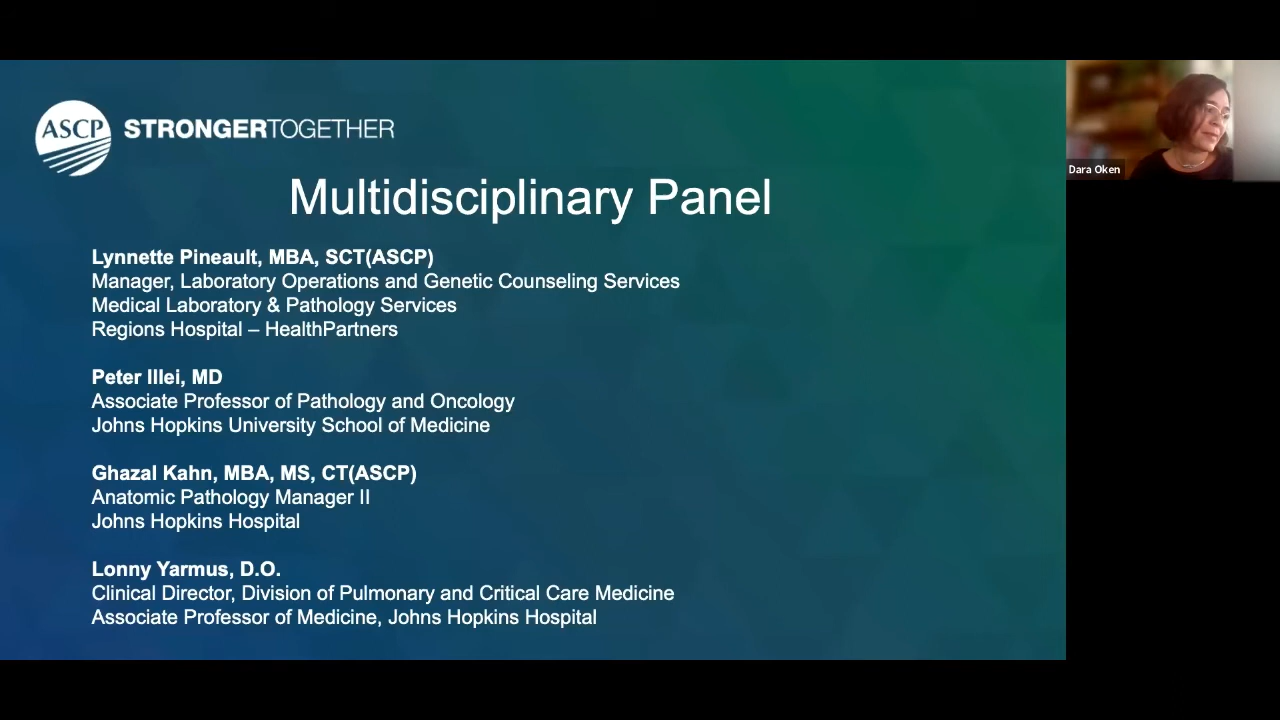 ASCP STRONGERTOGETHER
Multidisciplinary Panel
Lynnette Pineault, MBA, SCT(ASCP)
Manager, Laboratory Operations and Genetic Counseling Services
Medical Laboratory & Pathology Services
Regions Hospital – HealthPartners
Peter Illei, MD
Associate Professor of Pathology and Oncology
Johns Hopkins University School of Medicine
Ghazal Kahn, MBA, MS, CT(ASCP)
Anatomic Pathology Manager II
Johns Hopkins Hospital
Lonny Yarmus, D.O.
Clinical Director, Division of Pulmonary and Critical Care Medicine
Associate Professor of Medicine, Johns Hopkins Hospital
Dara Oken